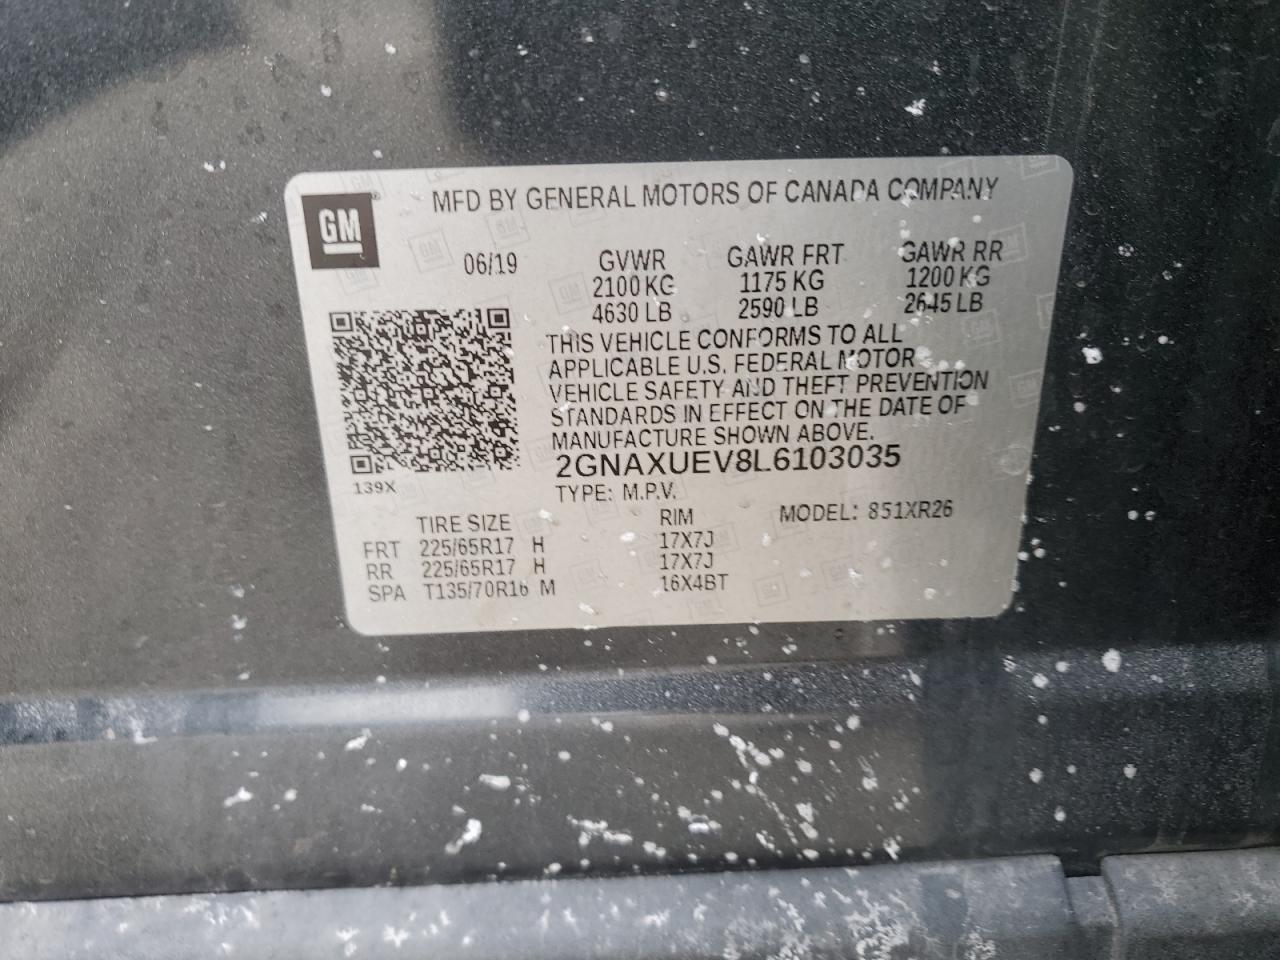 MFD BY GENERAL MOTORS OF CANADA COMPANY
GM
06/19
GVWR GAWR FRT GAWR RR
2100 KG 1175 KG 1200 KG
4630 LB 2590 LB 2645 LB
THIS VEHICLE CONFORMS TO ALL
APPLICABLE U.S. FEDERAL MOTOR
VEHICLE SAFETY AND THEFT PREVENTION
STANDARDS IN EFFECT ON THE DATE OF
MANUFACTURE SHOWN ABOVE.
2GNAXUEV8L6103035
139X
TYPE: M.P.V.
MODEL: 851XR26
TIRE SIZE RIM
FRT 225/65R17 H 17X7J
RR 225/65R17 H 17X7J
SPA T135/70R16 M 16X4BT